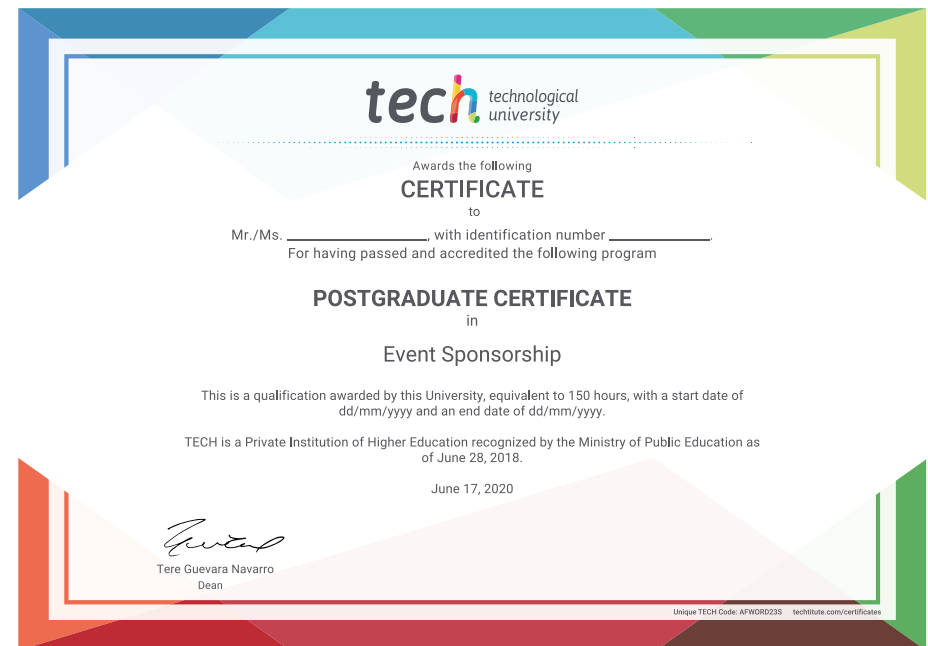 tech technological
university
Awards the following
CERTIFICATE
to
Mr./Ms. ____________________, with identification number ______________.
For having passed and accredited the following program
POSTGRADUATE CERTIFICATE
in
Event Sponsorship
This is a qualification awarded by this University, equivalent to 150 hours, with a start date of
dd/mm/yyyy and an end date of dd/mm/yyyy.
TECH is a Private Institution of Higher Education recognized by the Ministry of Public Education as
of June 28, 2018.
June 17, 2020
Tere Guevara Navarro
Dean
Unique TECH Code: AFWORD23S techtitute.com/certificates